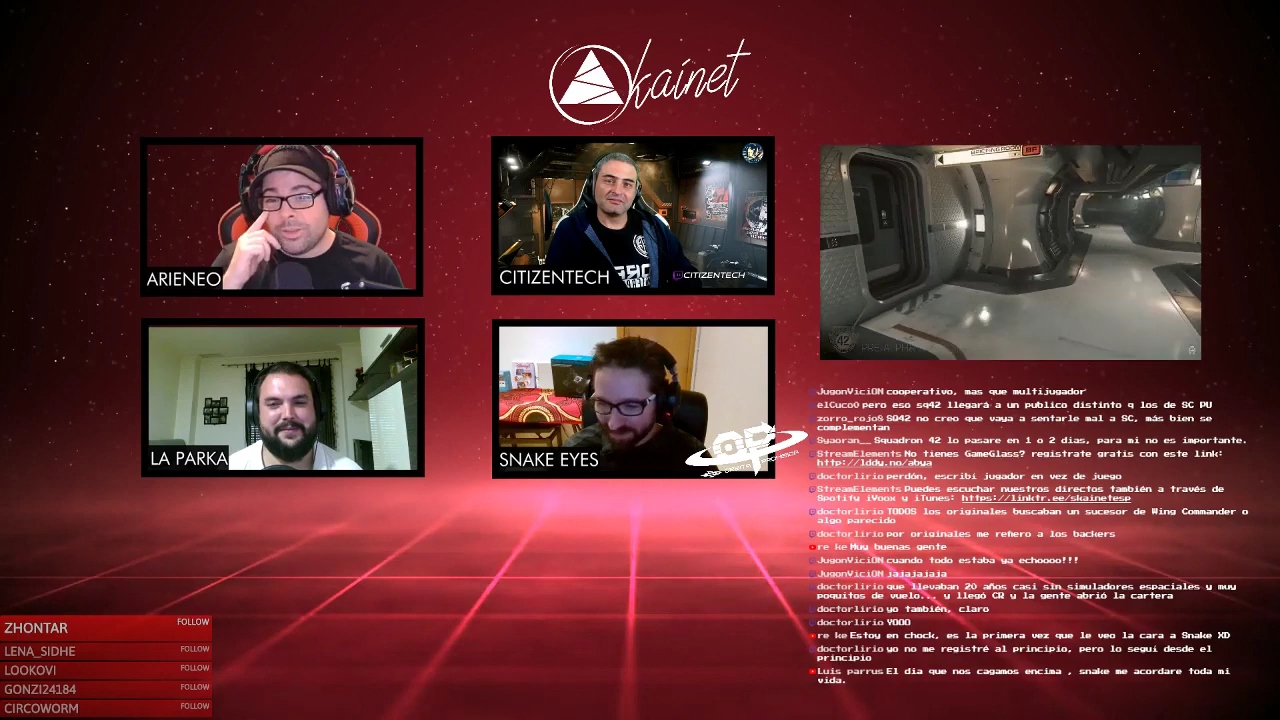 kainet
ARIENEO
CITIZENTECH
CITIZENTECH
LA PARKA
SNAKE EYES
OP
42
JugonViciON cooperativo, mas que multijugador
elCuco0 pero eso sq42 llegará a un publico distinto q los de SC PU
zorro_rojo9 SQ42 no creo que vaya a sentarle mal a SC, más bien se
complementan
Syaoran__ Squadron 42 lo pasare en 1 o 2 dias, para mi no es importante.
StreamElements No tienes GameGlass? registrate gratis con este link:
http://lddy.no/abya
doctorlirio perdón, escribí jugador en vez de juego
StreamElements Puedes escuchar nuestros directos también a través de
Spotify iVoox y iTunes: https://linktr.ee/skainetesp
doctorlirio TODOS los originales buscaban un sucesor de Wing Commander o
algo parecido
doctorlirio por originales me refiero a los backers
re ke Muy buenas gente
JugonViciON cuando todo estaba ya echoooo!!!
JugonViciON jajajajaja
doctorlirio que llevaban 20 años casi sin simuladores espaciales y muy
poquitos de vuelo... y llegó CR y la gente abrió la cartera
doctorlirio yo también, claro
doctorlirio YOOO
re ke Estoy en chock, es la primera vez que le veo la cara a Snake XD
doctorlirio yo no me registré al principio, pero lo seguí desde el
principio
Luis parrus El dia que nos cagamos encima , snake me acordare toda mi
vida.
ZHONTAR FOLLOW
LENA_SIDHE FOLLOW
LOOKOVI FOLLOW
GONZI24184 FOLLOW
CIRCOWORM FOLLOW